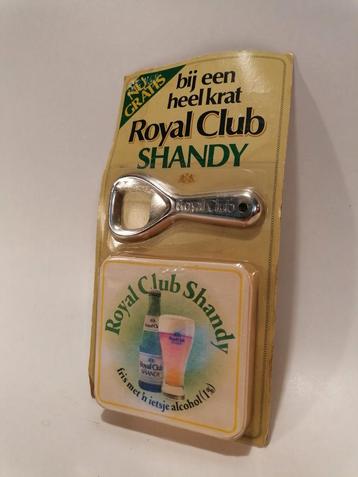 NU
GRATIS
bij een
heel krat
Royal Club
SHANDY
Royal Club
Royal Club Shandy
Royal Club
SHANDY
fris met 'n ietsje alcohol (1%)